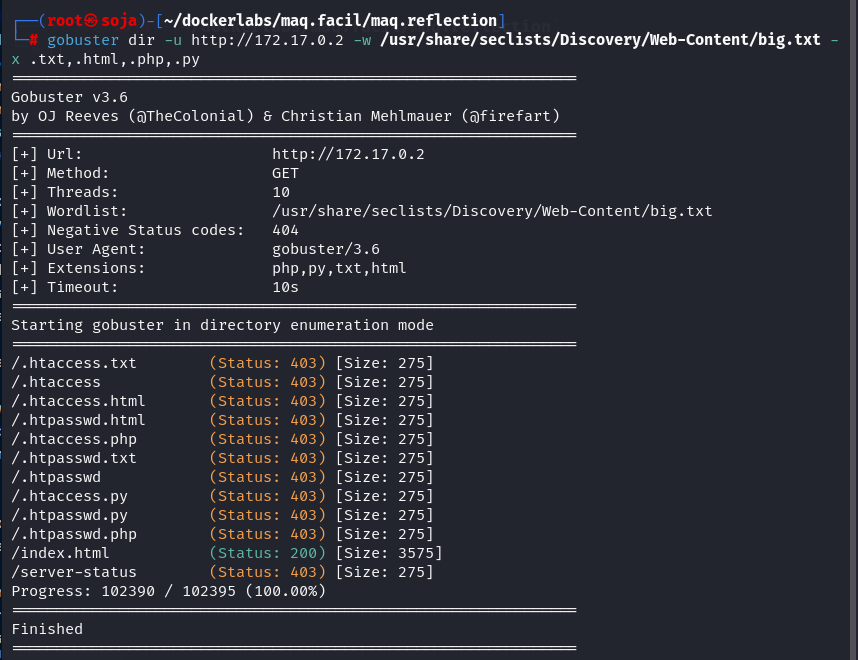 ┌──(root㉿soja)-[~/dockerlabs/maq.facil/maq.reflection]
└─# gobuster dir -u http://172.17.0.2 -w /usr/share/seclists/Discovery/Web-Content/big.txt -
x .txt,.html,.php,.py
===============================================================
Gobuster v3.6
by OJ Reeves (@TheColonial) & Christian Mehlmauer (@firefart)
===============================================================
[+] Url:                     http://172.17.0.2
[+] Method:                  GET
[+] Threads:                 10
[+] Wordlist:                /usr/share/seclists/Discovery/Web-Content/big.txt
[+] Negative Status codes:   404
[+] User Agent:              gobuster/3.6
[+] Extensions:              php,py,txt,html
[+] Timeout:                 10s
===============================================================
Starting gobuster in directory enumeration mode
===============================================================
/.htaccess.txt        (Status: 403) [Size: 275]
/.htaccess            (Status: 403) [Size: 275]
/.htaccess.html       (Status: 403) [Size: 275]
/.htpasswd.html       (Status: 403) [Size: 275]
/.htaccess.php        (Status: 403) [Size: 275]
/.htpasswd.txt        (Status: 403) [Size: 275]
/.htpasswd            (Status: 403) [Size: 275]
/.htaccess.py         (Status: 403) [Size: 275]
/.htpasswd.py         (Status: 403) [Size: 275]
/.htpasswd.php        (Status: 403) [Size: 275]
/index.html           (Status: 200) [Size: 3575]
/server-status        (Status: 403) [Size: 275]
Progress: 102390 / 102395 (100.00%)
===============================================================
Finished
===============================================================